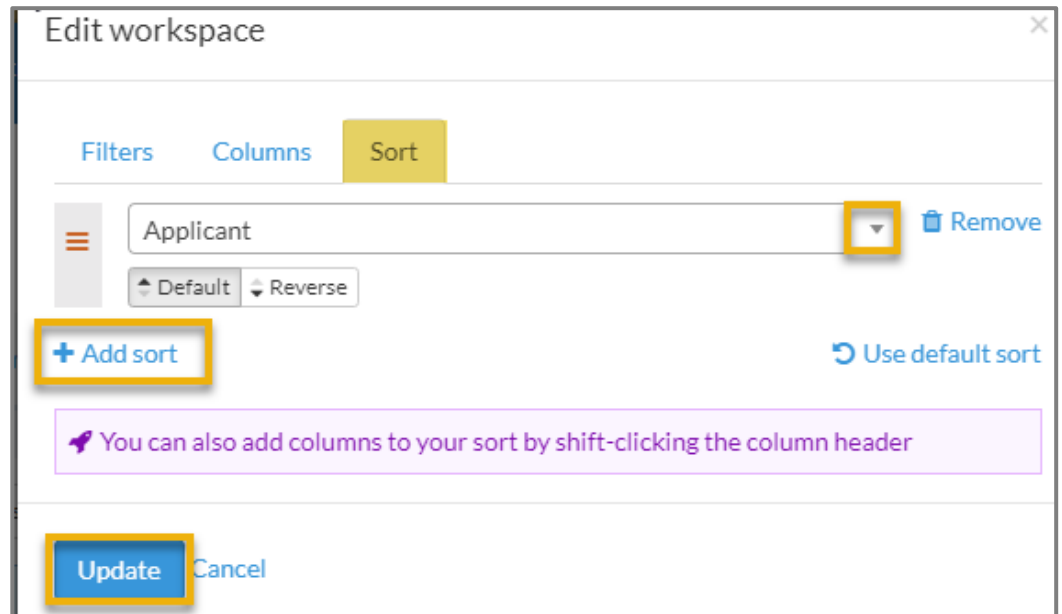 Edit workspace
Filters Columns Sort
Applicant Remove
Default Reverse
Add sort Use default sort
You can also add columns to your sort by shift-clicking the column header
Update Cancel